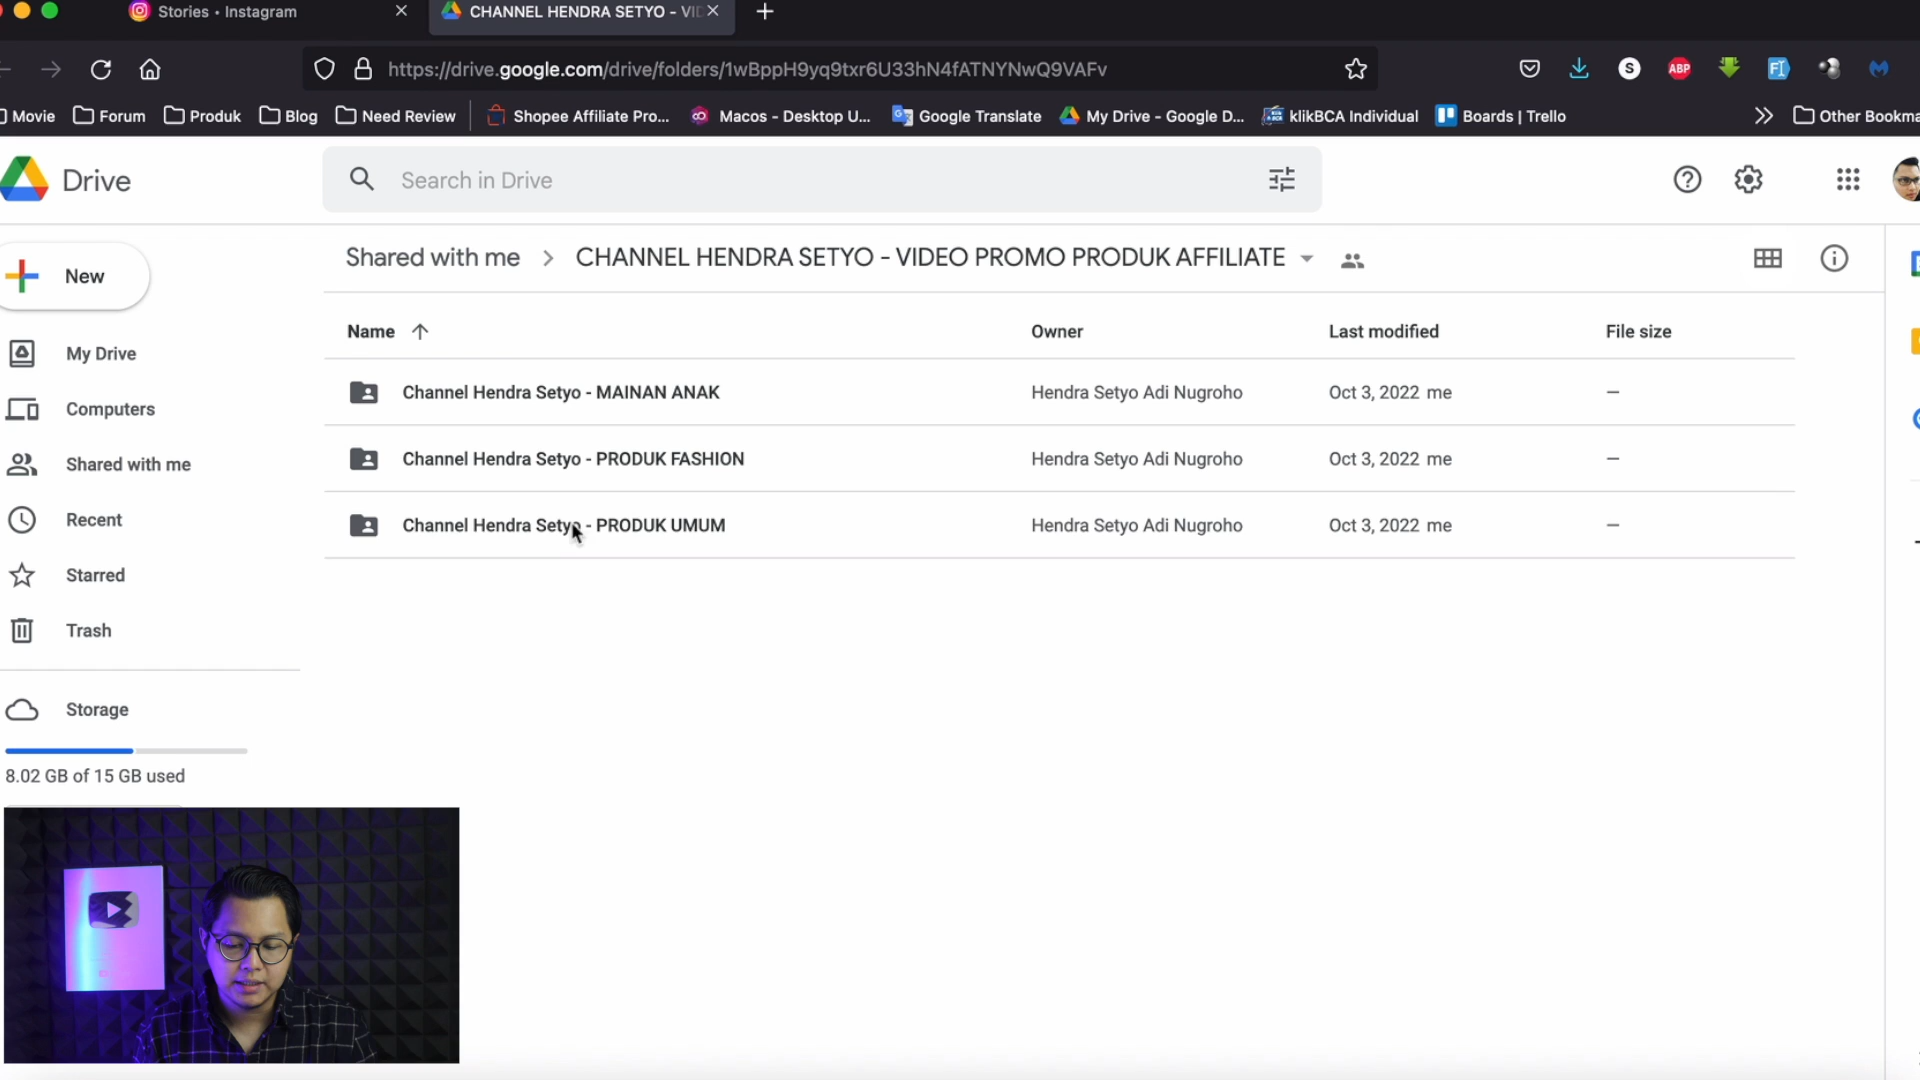 Stories • Instagram
CHANNEL HENDRA SETYO - VI
https://drive.google.com/drive/folders/1wBppH9yq9txr6U33hN4fATNYNwQ9VAFv
S
ABP
Movie
Forum
Produk
Blog
Need Review
Shopee Affiliate Pro...
Macos - Desktop U...
Google Translate
My Drive - Google D...
klikBCA Individual
Boards | Trello
Other Bookma
Drive
Search in Drive
New
Shared with me
CHANNEL HENDRA SETYO - VIDEO PROMO PRODUK AFFILIATE
Name
Owner
Last modified
File size
Channel Hendra Setyo - MAINAN ANAK
Hendra Setyo Adi Nugroho
Oct 3, 2022 me
—
Channel Hendra Setyo - PRODUK FASHION
Hendra Setyo Adi Nugroho
Oct 3, 2022 me
—
Channel Hendra Setyo - PRODUK UMUM
Hendra Setyo Adi Nugroho
Oct 3, 2022 me
—
My Drive
Computers
Shared with me
Recent
Starred
Trash
Storage
8.02 GB of 15 GB used